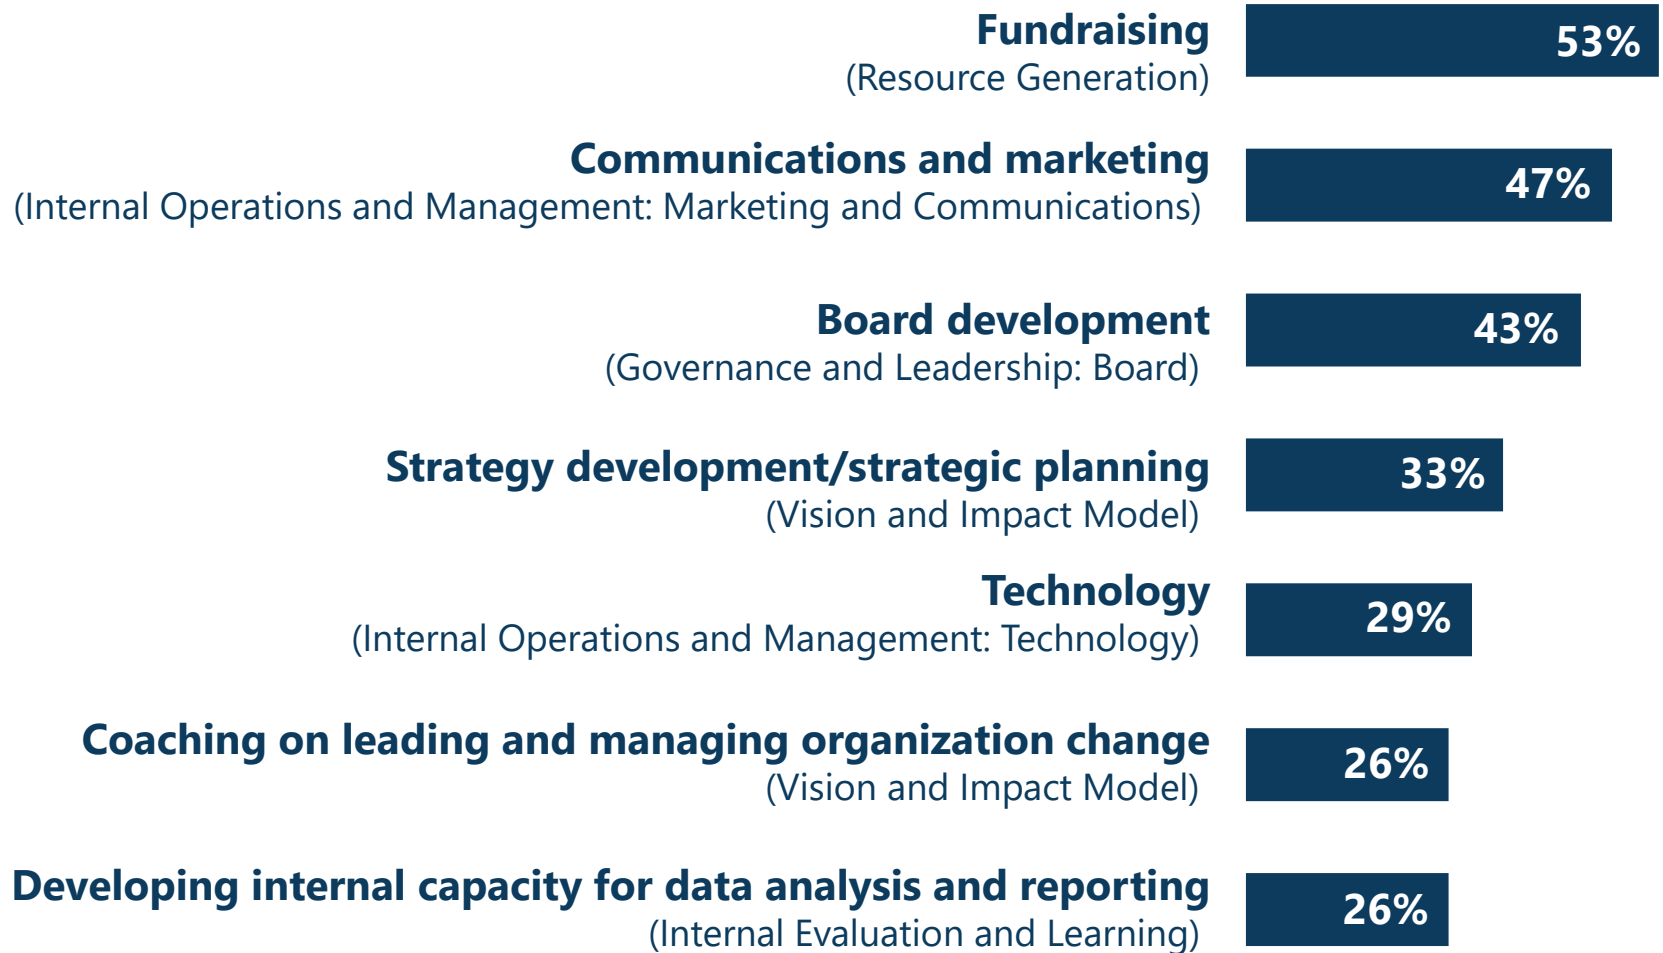 Fundraising
53%
(Resource Generation)
Communications and marketing
47%
(Internal Operations and Management: Marketing and Communications)
Board development
43%
(Governance and Leadership: Board)
Strategy development/strategic planning
33%
(Vision and Impact Model)
Technology
29%
(Internal Operations and Management: Technology)
Coaching on leading and managing organization change
26%
(Vision and Impact Model)
Developing internal capacity for data analysis and reporting
26%
(Internal Evaluation and Learning)